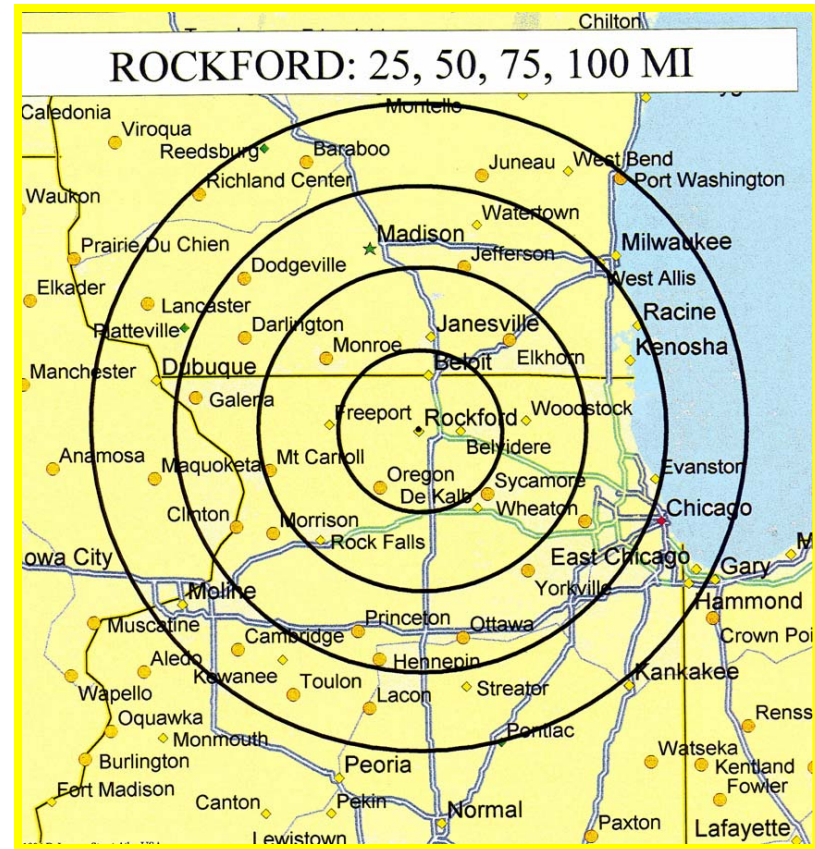 Chilton
ROCKFORD: 25, 50, 75, 100 MI
Montello
Caledonia
Viroqua
Reedsburg
Baraboo
Juneau
West Bend
Richland Center
Port Washington
Waukon
Watertown
Madison
Prairie Du Chien
Milwaukee
Jefferson
Dodgeville
West Allis
Elkader
Lancaster
Racine
Platteville
Darlington
Janesville
Monroe
Elkhorn
Kenosha
Manchester
Dubuque
Beloit
Galena
Freeport
Rockford
Woodstock
Belvidere
Anamosa
Maquoketa
Mt Carroll
Evanston
Oregon
Sycamore
De Kalb
Wheaton
Chicago
Clinton
Morrison
Rock Falls
owa City
East Chicago
Gary
M
Yorkville
Moline
Hammond
Muscatine
Princeton
Ottawa
Cambridge
Crown Poi
Hennepin
Aledo
Kewanee
Kankakee
Wapello
Toulon
Streator
Lacon
Oquawka
Renss
Monmouth
Pontiac
Watseka
Burlington
Peoria
Kentland
Fort Madison
Fowler
Canton
Pekin
Normal
Paxton
Lafayette
Lewistown